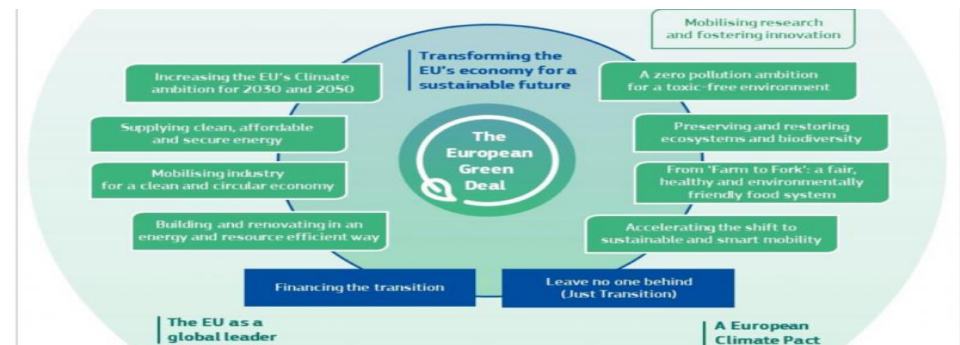 Mobilising research
and fostering innovation
Transforming the
EU's economy for a
sustainable future
Increasing the EU's Climate
ambition for 2030 and 2050
Supplying clean, affordable
and secure energy
Mobilising industry
for a clean and circular economy
Building and renovating in an
energy and resource efficient way
The
European
Green
Deal
A zero pollution ambition
for a toxic-free environment
Preserving and restoring
ecosystems and biodiversity
From 'Farm to Fork': a fair,
healthy and environmentally
friendly food system
Accelerating the shift to
sustainable and smart mobility
Financing the transition
Leave no one behind
(Just Transition)
The EU as a
global leader
A European
Climate Pact